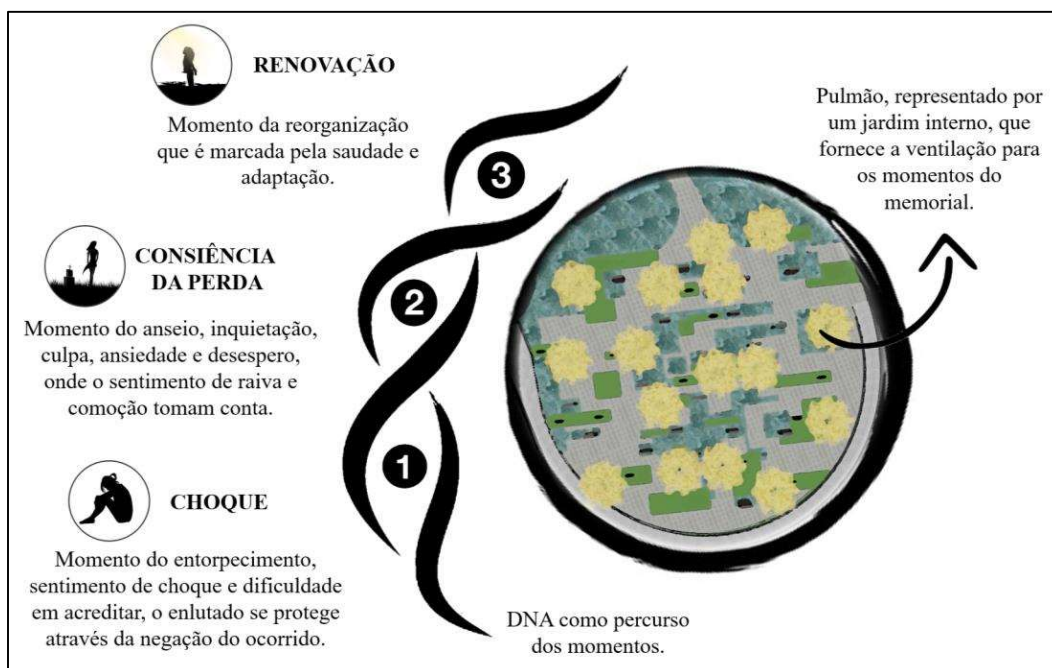 RENOVAÇÃO
Momento da reorganização
que é marcada pela saudade e
adaptação.
3
Pulmão, representado por
um jardim interno, que
fornece a ventilação para
os momentos do
memorial.
CONSIÊNCIA
DA PERDA
2
Momento do anseio, inquietação,
culpa, ansiedade e desespero,
onde o sentimento de raiva e
comoção tomam conta.
1
CHOQUE
Momento do entorpecimento,
sentimento de choque e dificuldade
em acreditar, o enlutado se protege
através da negação do ocorrido.
DNA como percurso
dos momentos.